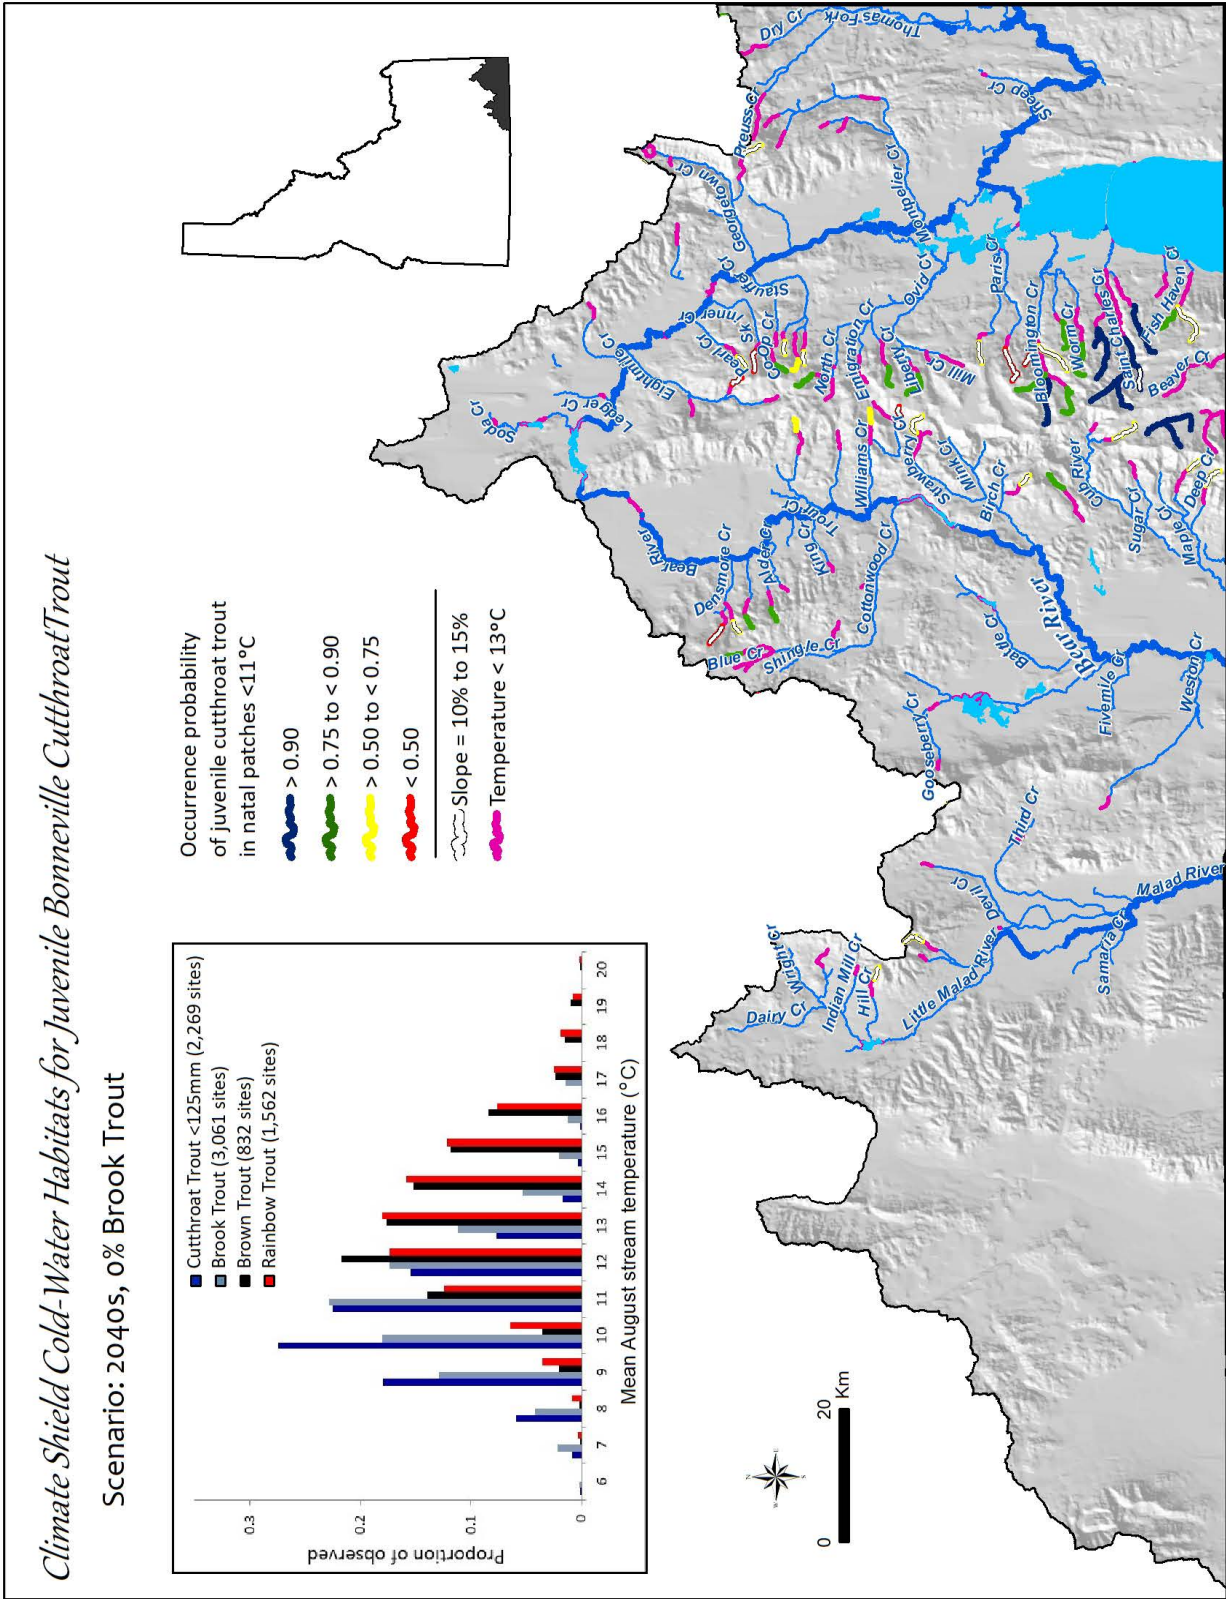 Climate Shield Cold-Water Habitats for Juvenile Bonneville CutthroatTrout
Scenario: 2040s, 0% Brook Trout
Cutthroat Trout <125mm (2,269 sites)
Brook Trout (3,061 sites)
Brown Trout (832 sites)
Rainbow Trout (1,562 sites)
Proportion of observed
0.3
0.2
0.1
0
6 7 8 9 10 11 12 13 14 15 16 17 18 19 20
Mean August stream temperature (°C)
Occurrence probability
of juvenile cutthroat trout
in natal patches <11°C
> 0.90
> 0.75 to < 0.90
> 0.50 to < 0.75
< 0.50
Slope = 10% to 15%
Temperature < 13°C
N
E
S
W
0 20
Km
Soda Cr
Ledger Cr
Eightmile Cr
Pearl Cr
Skinner Cr
Stauffer Cr
Co-Op Cr
Georgetown Cr
Preuss Cr
Dry Cr
Thomas Fork
Sheep Cr
Montpelier Cr
Ovid Cr
North Cr
Emigration Cr
Liberty Cr
Mill Cr
Paris Cr
Bloomington Cr
Worm Cr
Saint Charles Cr
Fish Haven Cr
Beaver Cr
Bear River
Densmore Cr
Alder Cr
King Cr
Trout Cr
Williams Cr
Cottonwood Cr
Strawberry Cr
Mink Cr
Birch Cr
Cub River
Sugar Cr
Maple Cr
Deep Cr
Blue Cr
Shingle Cr
Battle Cr
Bear River
Fivemile Cr
Weston Cr
Gooseberry Cr
Third Cr
Devil Cr
Malad River
Samaria Cr
Little Malad River
Wright Cr
Dairy Cr
Indian Mill Cr
Hill Cr